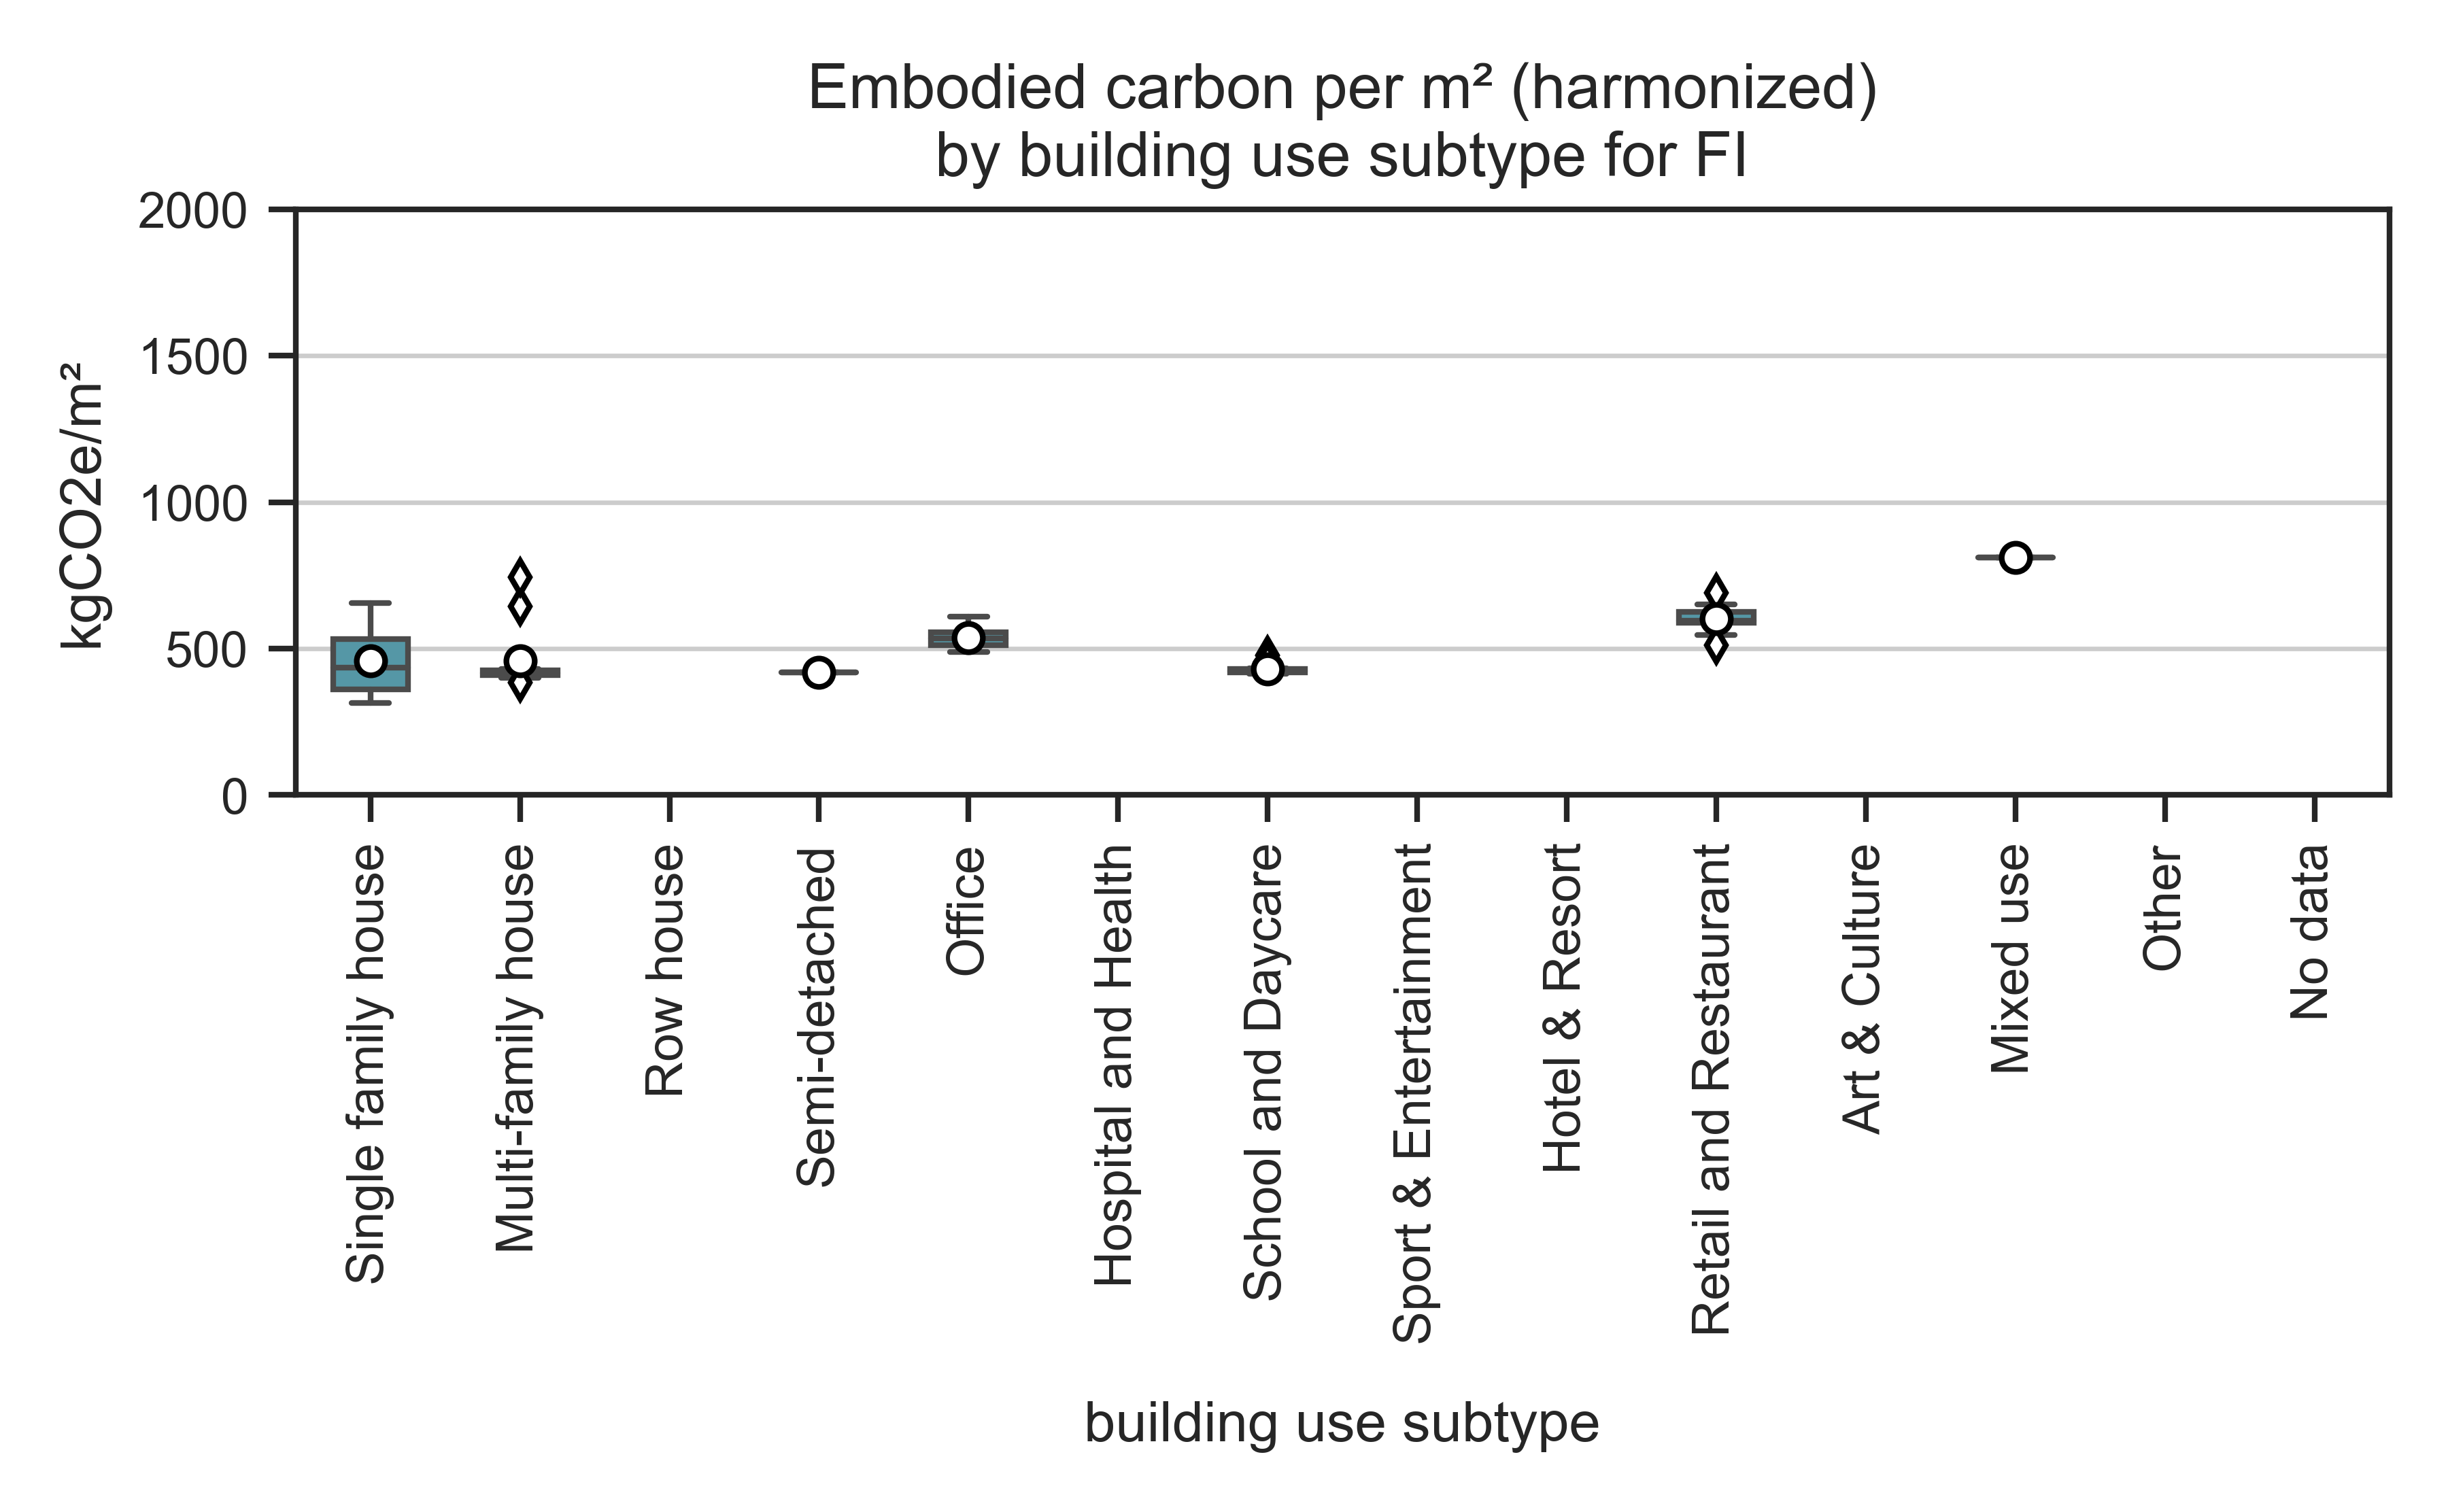 Embodied carbon per m² (harmonized)
by building use subtype for FI
kgCO2e/m²
2000
1500
1000
500
0
Single family house
Multi-family house
Row house
Semi-detached
Office
Hospital and Health
School and Daycare
Sport & Entertainment
Hotel & Resort
Retail and Restaurant
Art & Culture
Mixed use
Other
No data
building use subtype